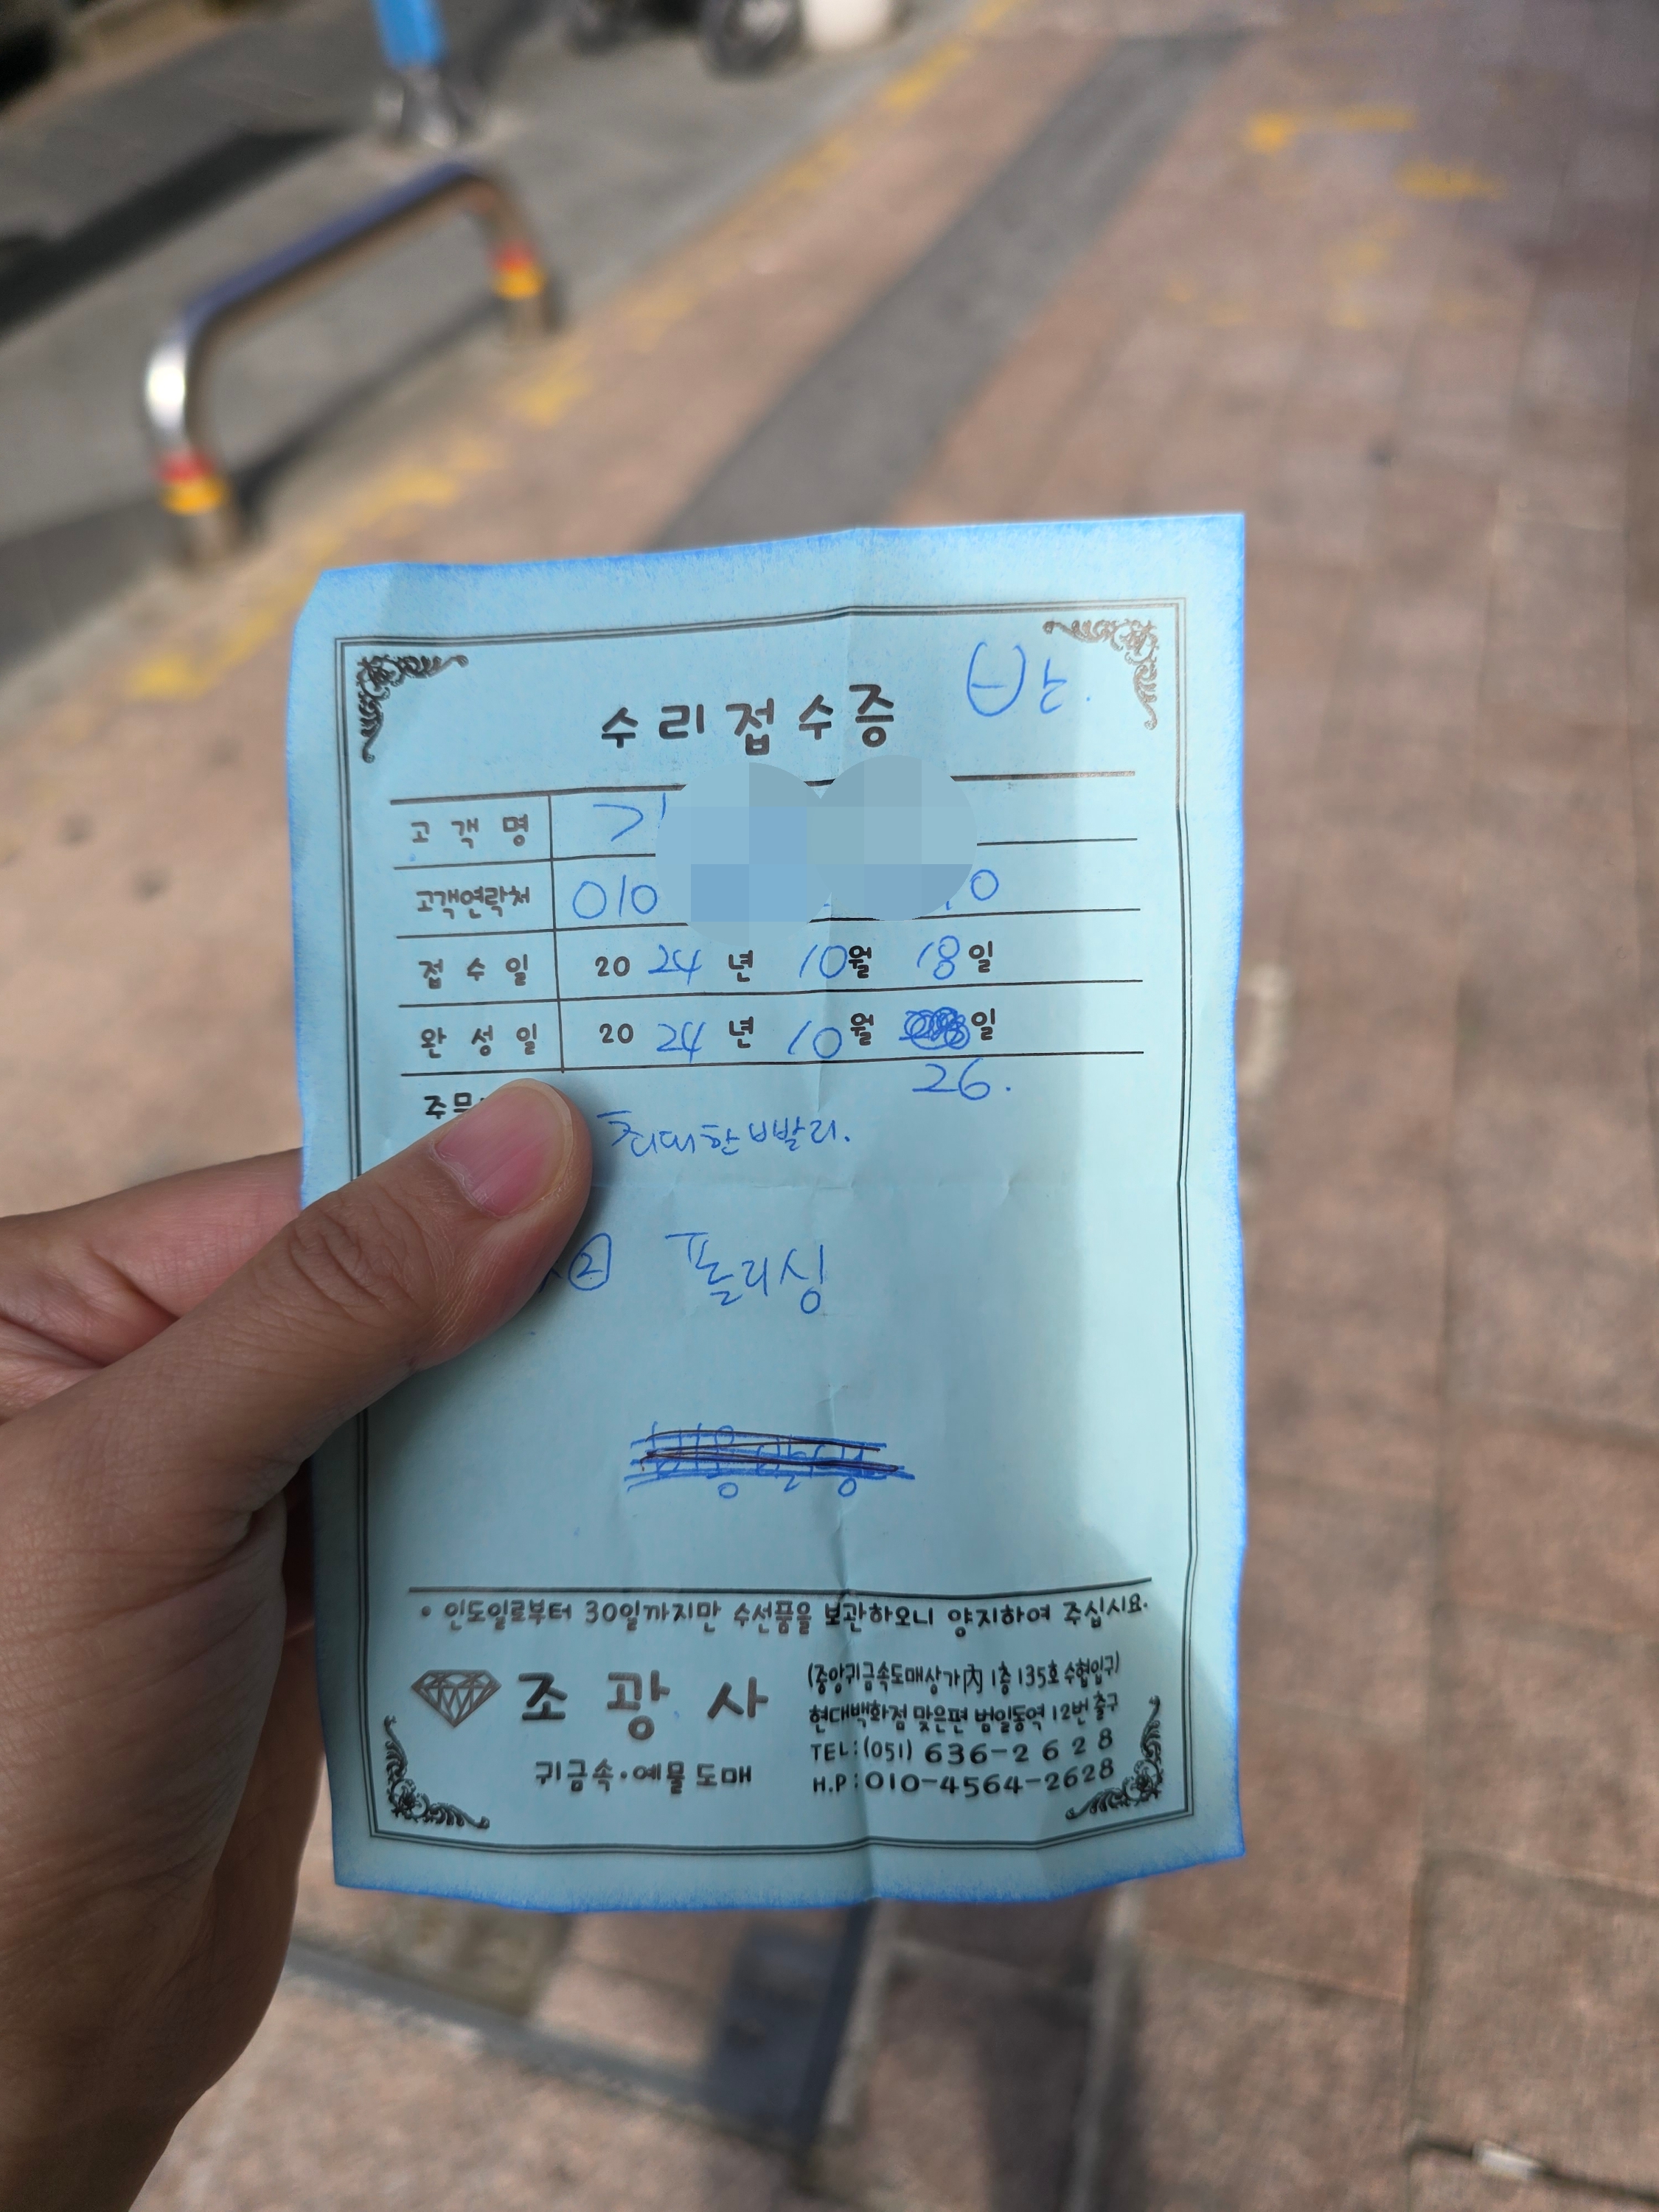 수리접수증
고객명
고객연락처 010 0
접수일 2024년 10월 18일
완성일 2024년 10월 일
26.
최대한 빨리.
② 폴리싱
• 인도일로부터 30일까지만 수선품을 보관하오니 양지하여 주십시요.
조광사
귀금속·예물 도매
(중앙귀금속도매상가內 1층 135호 수협입구)
현대백화점 맞은편 범일동역 12번 출구
TEL:(051) 636-2628
H.P:010-4564-2628